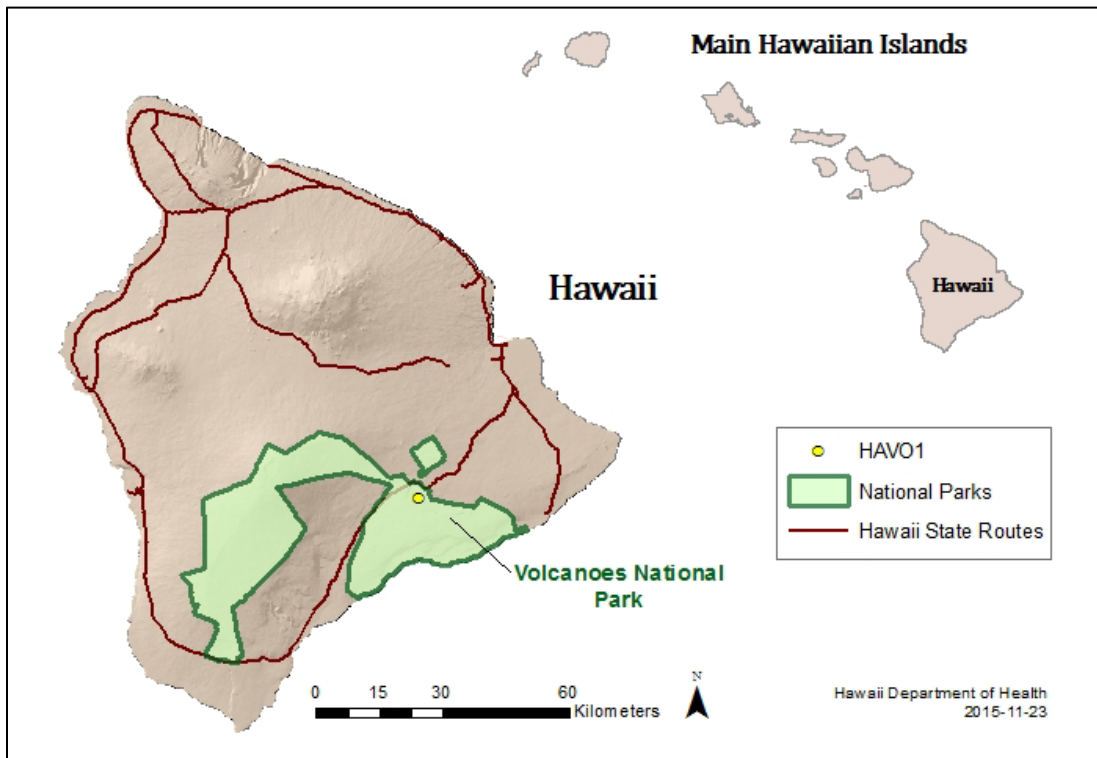 Main Hawaiian Islands
Hawaii
Hawaii
HAVO1
National Parks
Hawaii State Routes
Volcanoes National
Park
0 15 30 60
Kilometers
N
Hawaii Department of Health
2015-11-23